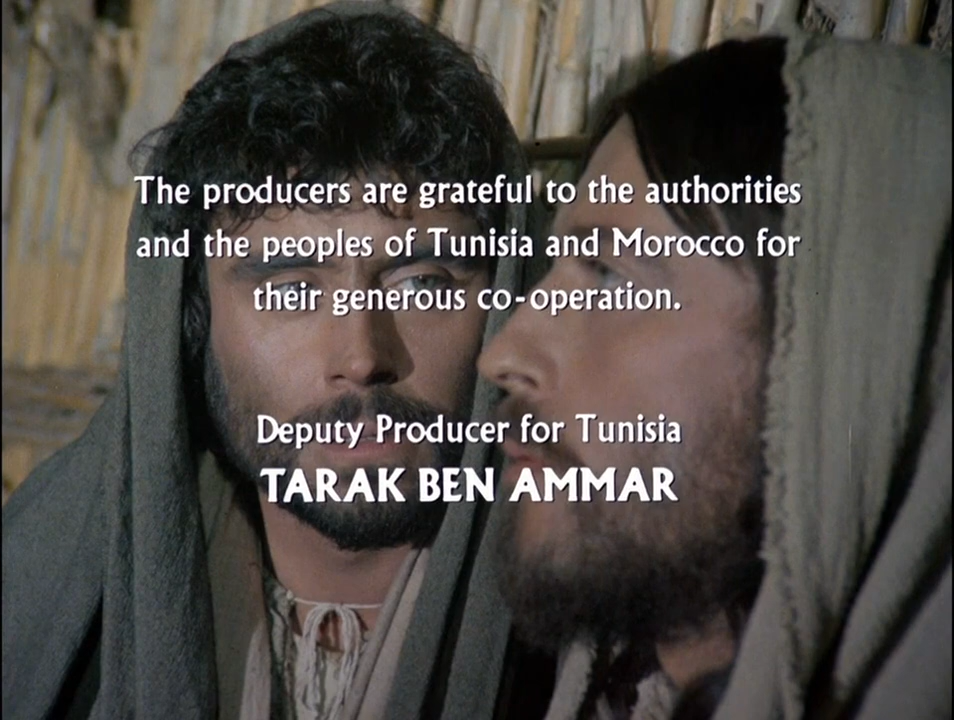 The producers are grateful to the authorities
and the peoples of Tunisia and Morocco for
their generous co-operation.
Deputy Producer for Tunisia
TARAK BEN AMMAR